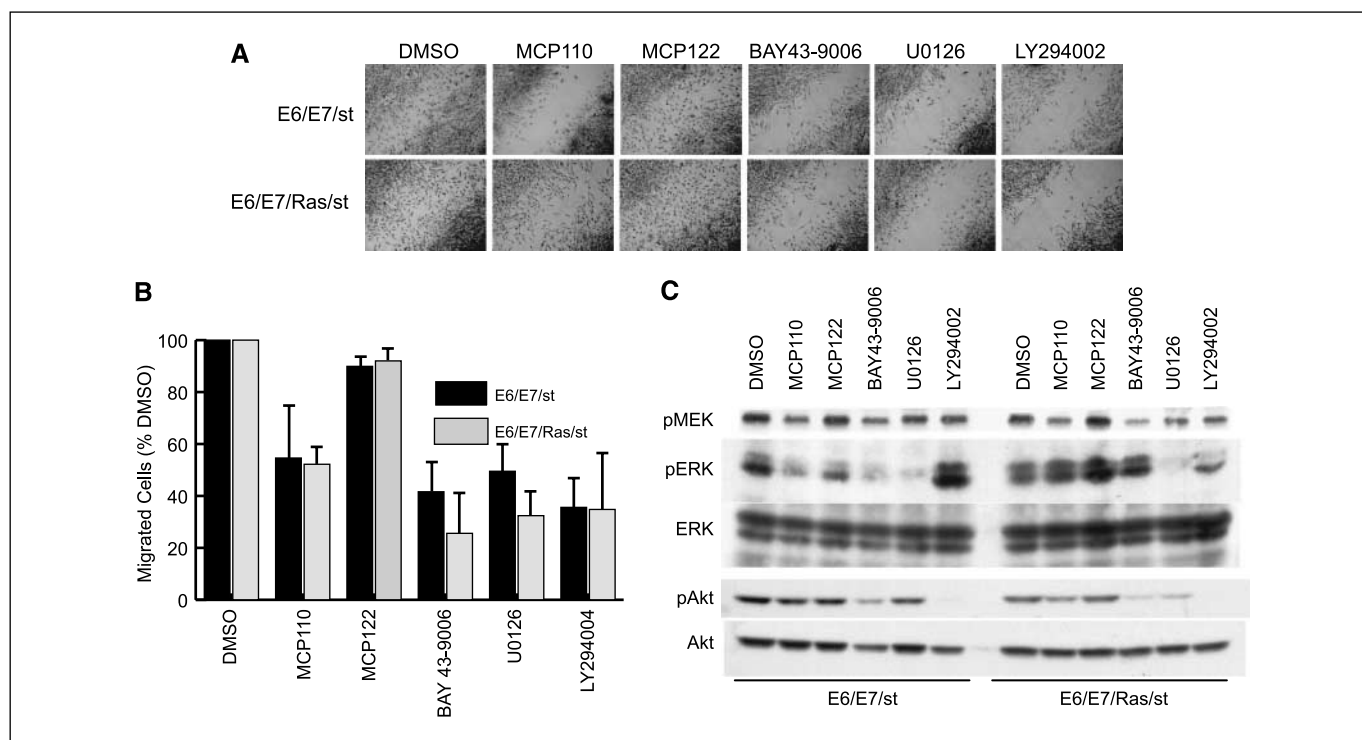 A
DMSO MCP110 MCP122 BAY43-9006 U0126 LY294002
E6/E7/st
E6/E7/Ras/st
B
Migrated Cells (% DMSO)
100
80
60
40
20
0
E6/E7/st
E6/E7/Ras/st
DMSO
MCP110
MCP122
BAY 43-9006
U0126
LY294004
C
DMSO
MCP110
MCP122
BAY43-9006
U0126
LY294002
DMSO
MCP110
MCP122
BAY43-9006
U0126
LY294002
pMEK
pERK
ERK
pAkt
Akt
E6/E7/st
E6/E7/Ras/st